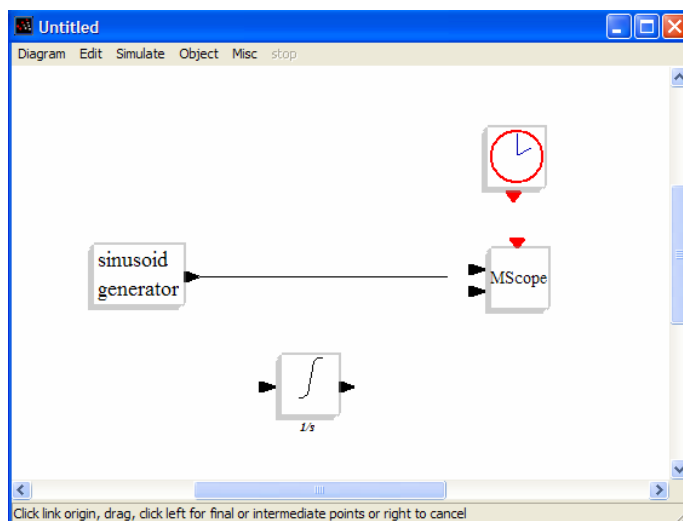 Untitled
Diagram Edit Simulate Object Misc stop
sinusoid
generator
MScope
1/s
Click link origin, drag, click left for final or intermediate points or right to cancel